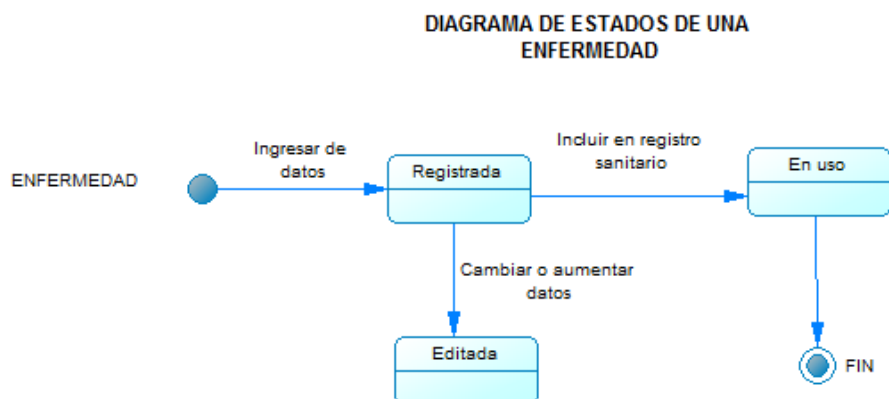 DIAGRAMA DE ESTADOS DE UNA
ENFERMEDAD
ENFERMEDAD
Ingresar de
datos
Registrada
Incluir en registro
sanitario
En uso
Cambiar o aumentar
datos
Editada
FIN